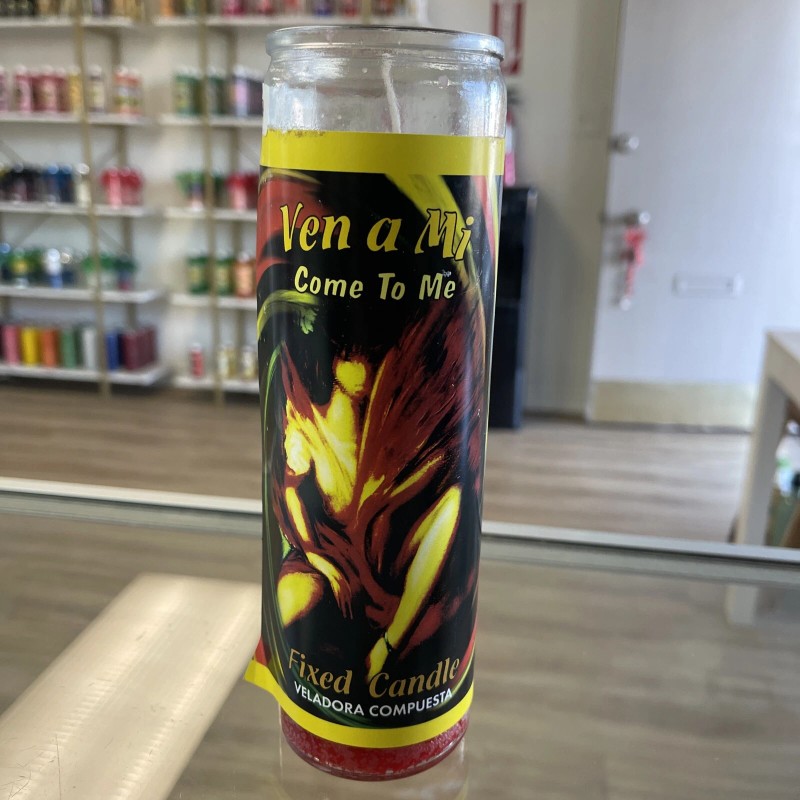 Ven a Mi
Come To Me
Fixed Candle
VELADORA COMPUESTA